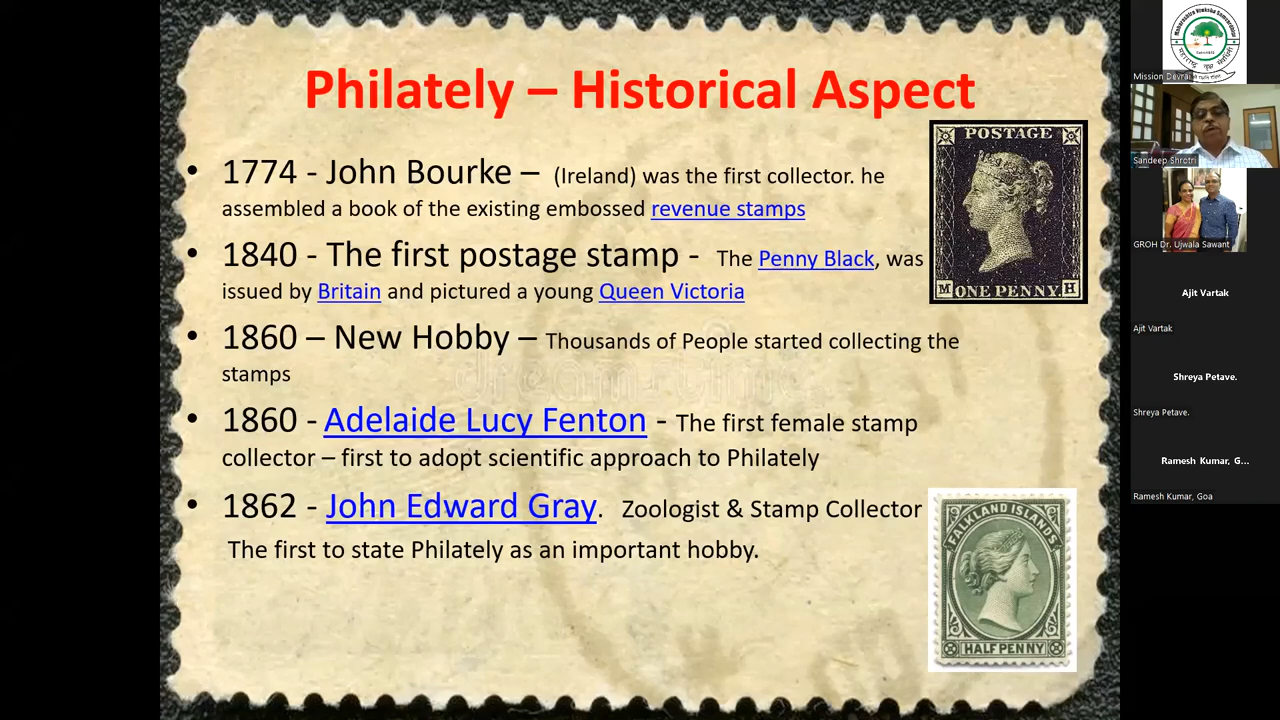 Philately – Historical Aspect
• 1774 - John Bourke – (Ireland) was the first collector. he
assembled a book of the existing embossed revenue stamps
• 1840 - The first postage stamp - The Penny Black, was
issued by Britain and pictured a young Queen Victoria
• 1860 – New Hobby – Thousands of People started collecting the
stamps
• 1860 - Adelaide Lucy Fenton - The first female stamp
collector – first to adopt scientific approach to Philately
• 1862 - John Edward Gray. Zoologist & Stamp Collector
The first to state Philately as an important hobby.
POSTAGE
M ONE PENNY. H
FALKLAND ISLANDS
HALF PENNY
Mission Devrai
Sandeep Shrotri
GROH Dr. Ujwala Sawant
Ajit Vartak
Ajit Vartak
Shreya Petave.
Shreya Petave.
Ramesh Kumar, G...
Ramesh Kumar, Goa